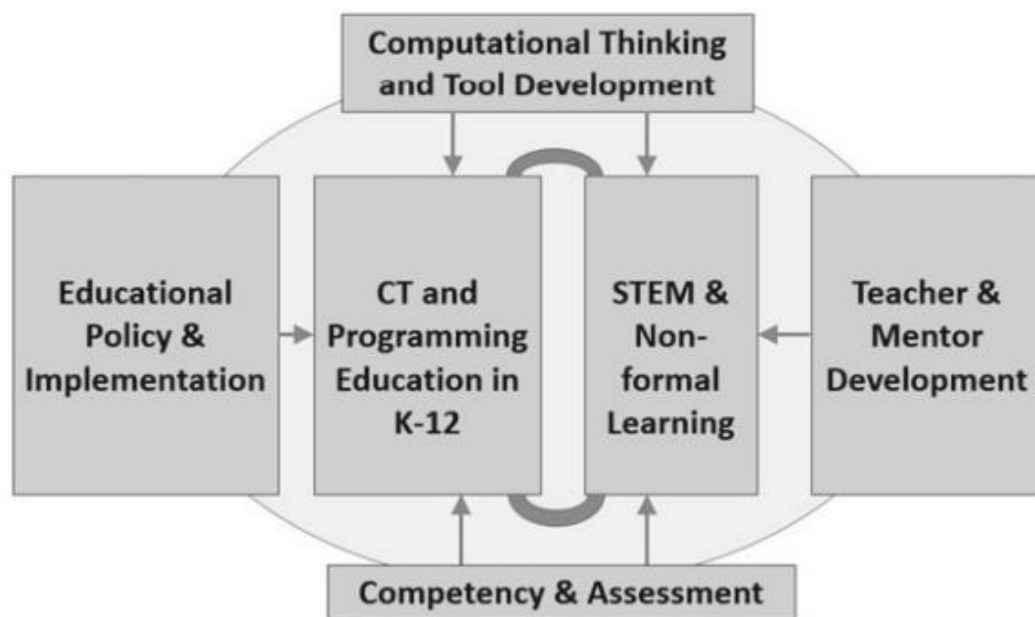 Computational Thinking
and Tool Development
Educational
Policy &
Implementation
CT and
Programming
Education in
K-12
STEM &
Non-
formal
Learning
Teacher &
Mentor
Development
Competency & Assessment